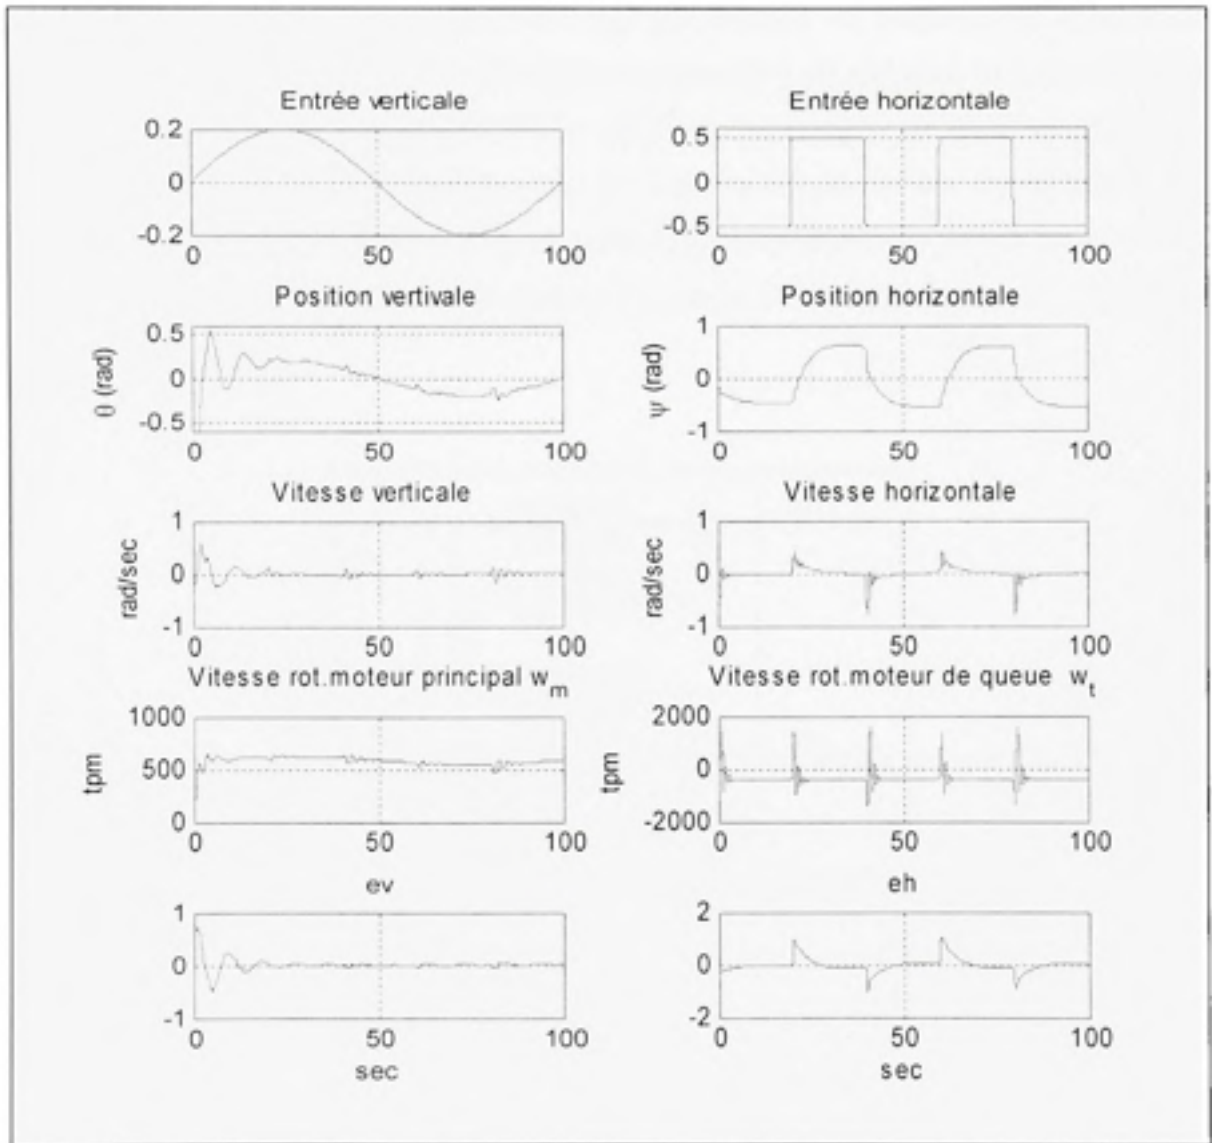 Entrée verticale
0.2
0
-0.2
0 50 100
Entrée horizontale
0.5
0
-0.5
0 50 100
Position vertivale
θ (rad)
0.5
0
-0.5
0 50 100
Position horizontale
ψ (rad)
1
0
-1
0 50 100
Vitesse verticale
rad/sec
1
0
-1
0 50 100
Vitesse horizontale
rad/sec
1
0
-1
0 50 100
Vitesse rot.moteur principal w_m
tpm
1000
500
0
0 50 100
Vitesse rot.moteur de queue w_t
tpm
2000
0
-2000
0 50 100
ev
1
0
-1
0 50 100
sec
eh
2
0
-2
0 50 100
sec